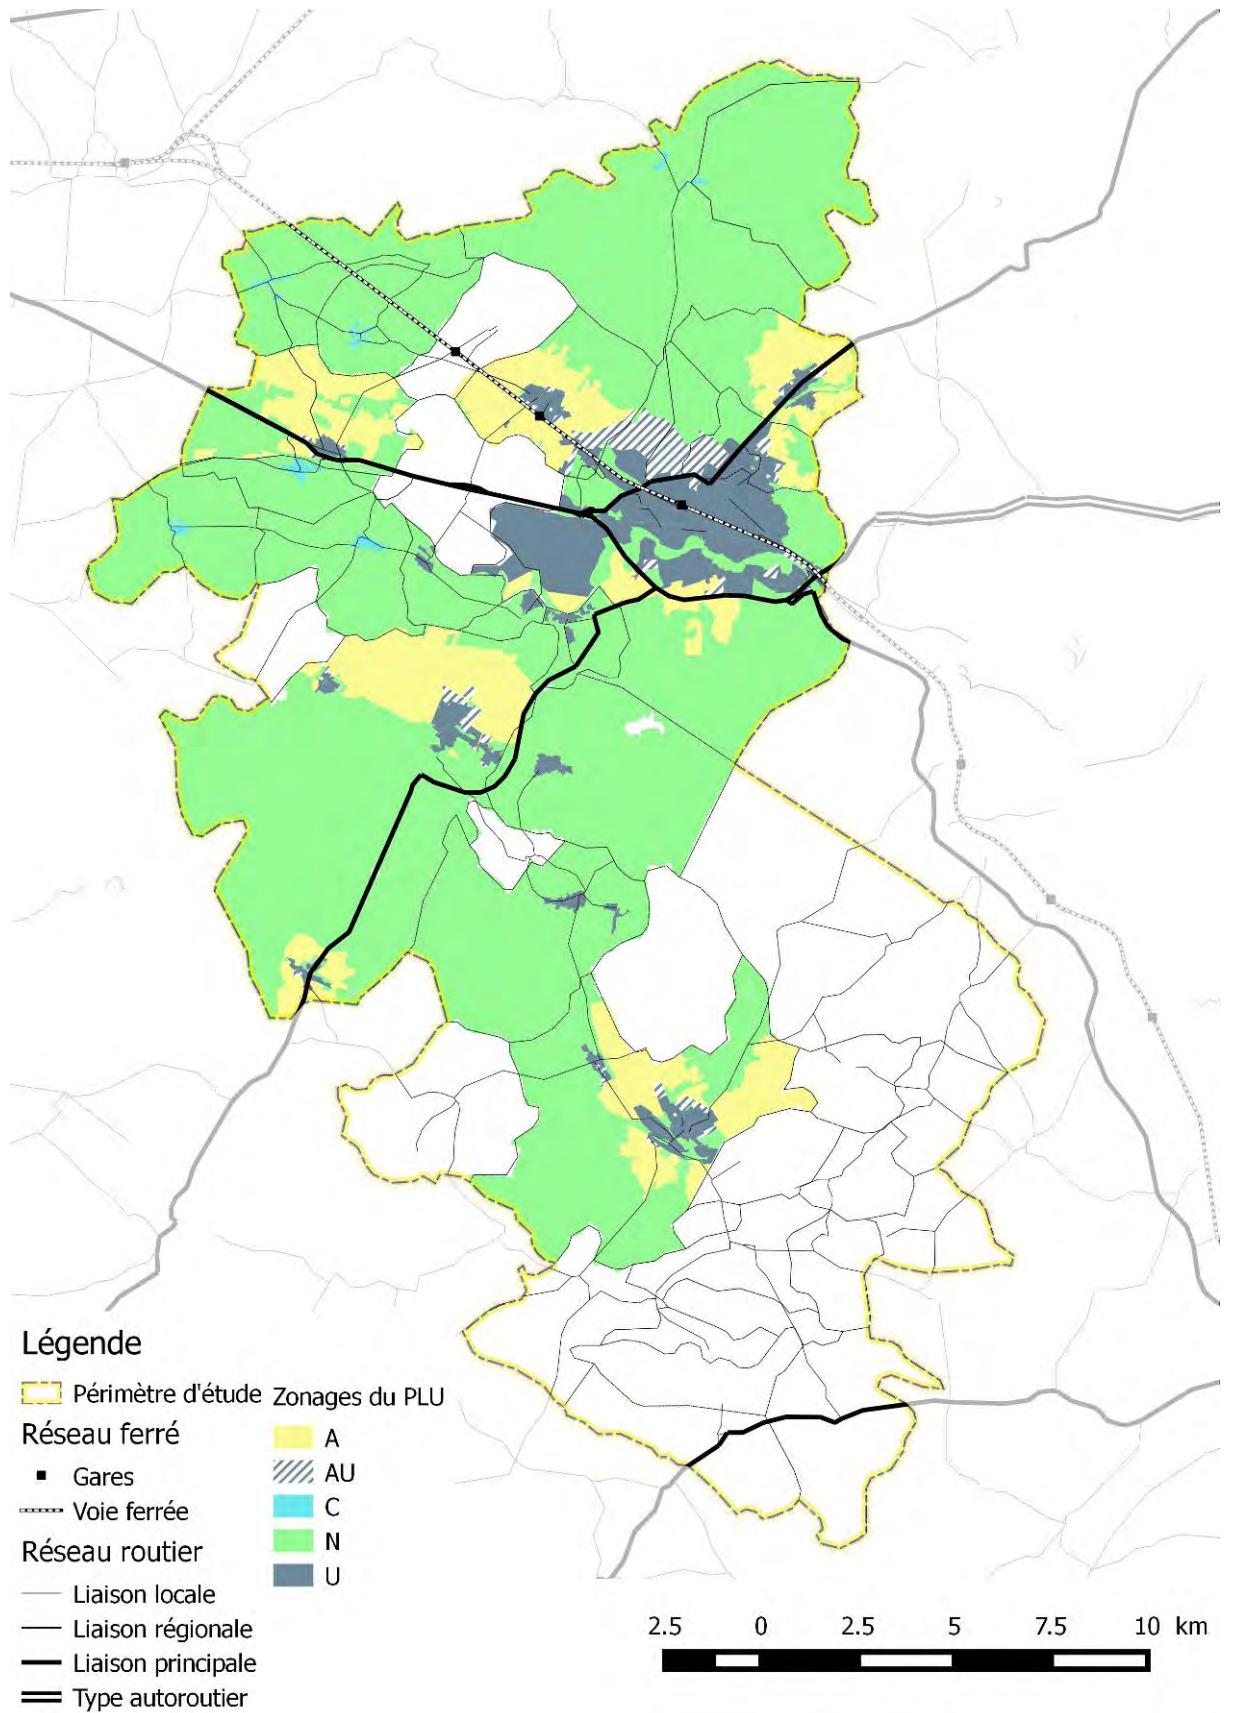 Légende
Périmètre d'étude
Réseau ferré
Gares
Voie ferrée
Réseau routier
Liaison locale
Liaison régionale
Liaison principale
Type autoroutier
Zonages du PLU
A
AU
C
N
U
2.5 0 2.5 5 7.5 10 km